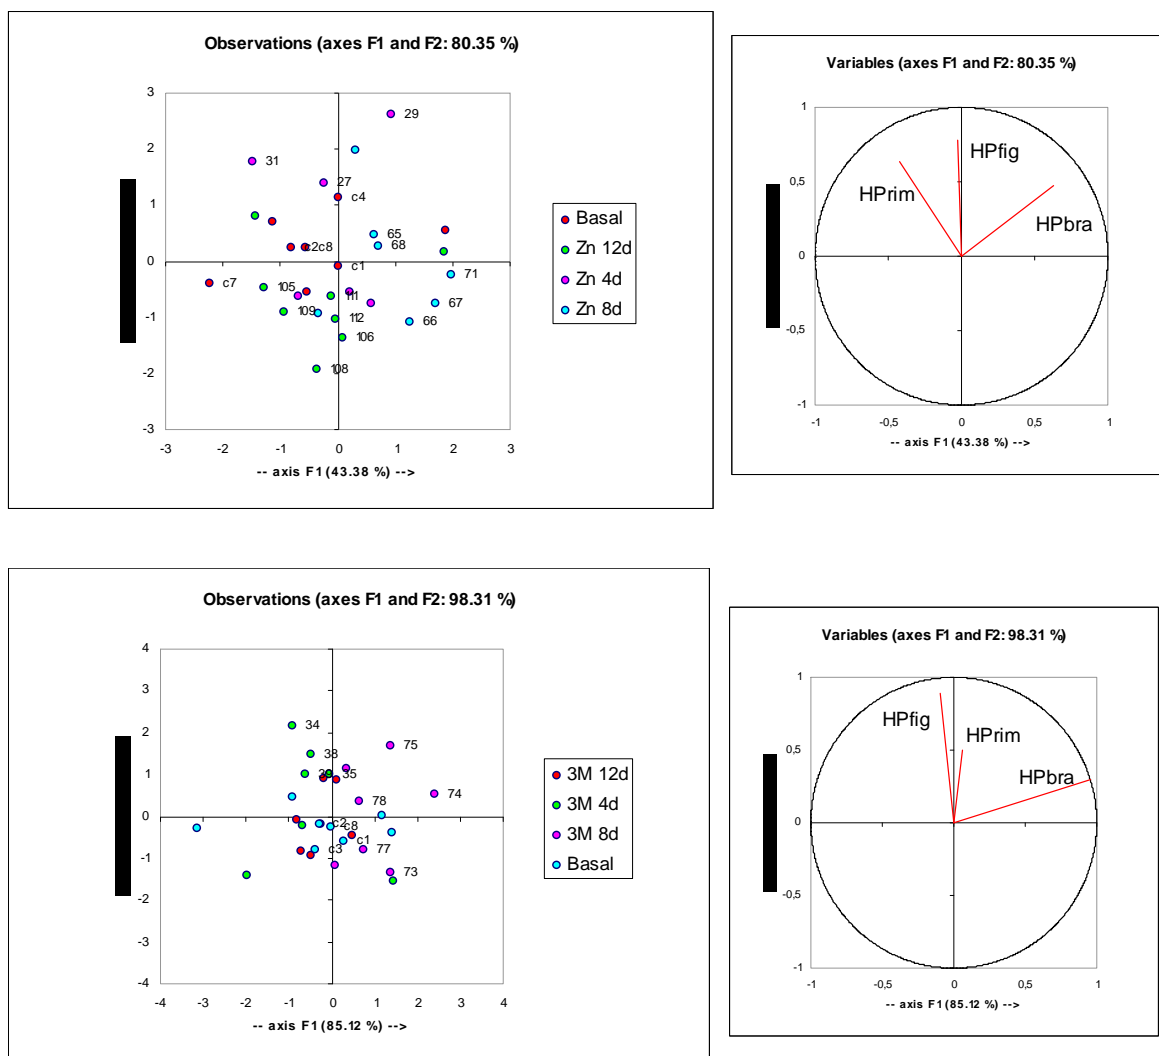 Observations (axes F1 and F2: 80.35 %)
3
2
1
0
-1
-2
-3
-3
-2
-1
0
1
2
3
-- axis F1 (43.38 %) -->
29
31
27
c4
65
68
c2c8
c1
71
c7
105
111
67
109
112
66
106
108
Basal
Zn 12d
Zn 4d
Zn 8d
Variables (axes F1 and F2: 80.35 %)
1
0,5
0
-0,5
-1
-1
-0,5
0
0,5
1
HPfig
HPrim
HPbra
-- axis F1 (43.38 %) -->
Observations (axes F1 and F2: 98.31 %)
4
3
2
1
0
-1
-2
-3
-4
-4
-3
-2
-1
0
1
2
3
4
-- axis F1 (85.12 %) -->
34
75
38
35
74
78
c2
c8
c1
c3
77
73
3M 12d
3M 4d
3M 8d
Basal
Variables (axes F1 and F2: 98.31 %)
1
0,5
0
-0,5
-1
-1
-0,5
0
0,5
1
HPfig
HPrim
HPbra
-- axis F1 (85.12 %) -->